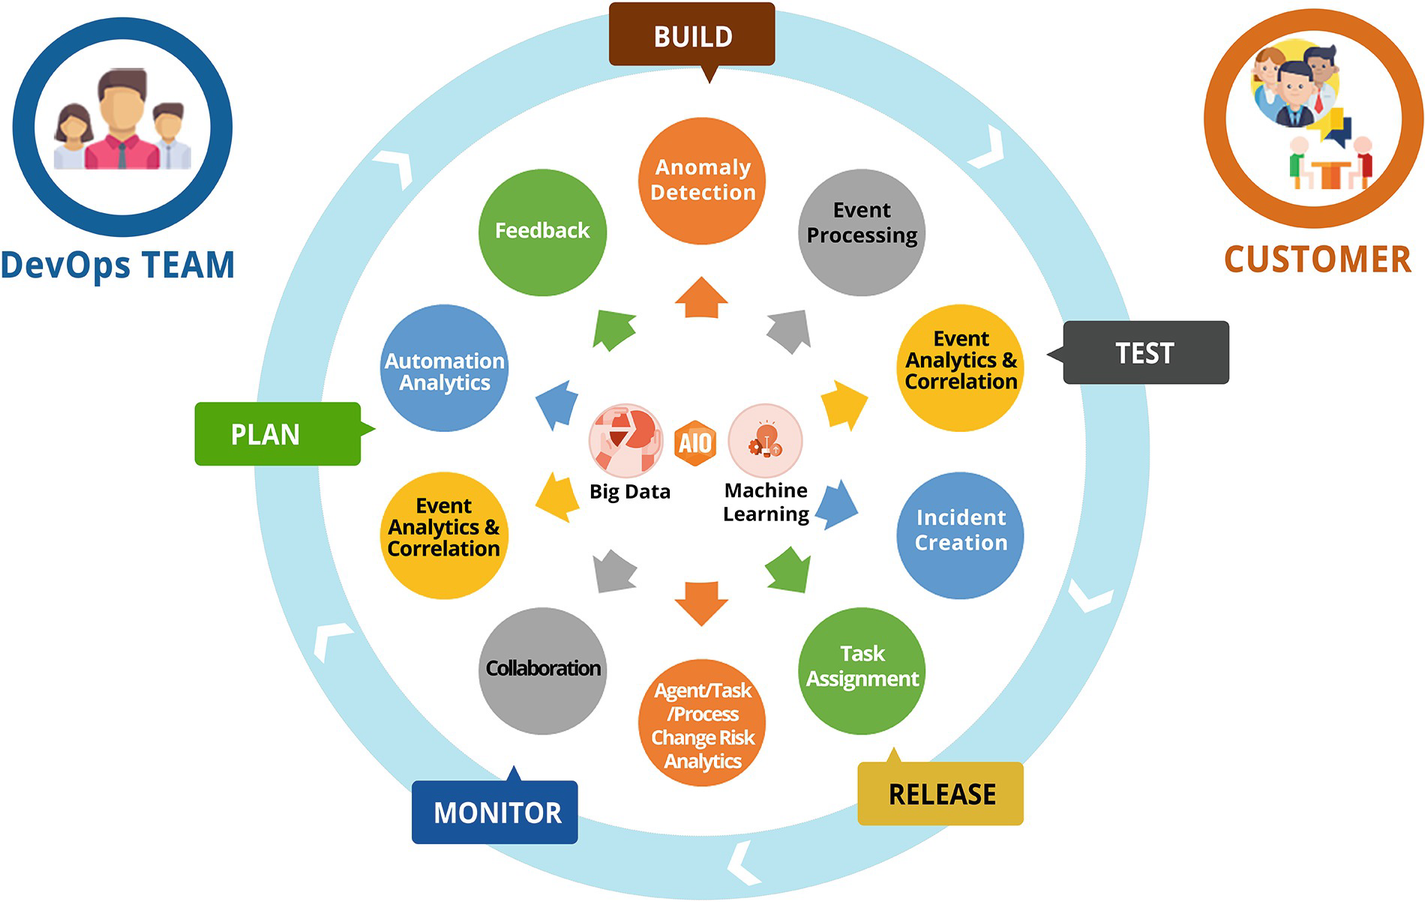 BUILD
DevOps TEAM
CUSTOMER
Anomaly
Detection
Feedback
Event
Processing
Automation
Analytics
Event
Analytics &
Correlation
TEST
PLAN
AIO
Big Data
Machine
Learning
Event
Analytics &
Correlation
Incident
Creation
Collaboration
Task
Assignment
Agent/Task
/Process
Change Risk
Analytics
MONITOR
RELEASE